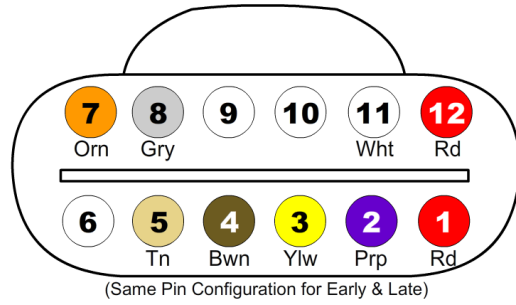 7 8 9 10 11 12
Orn Gry Wht Rd
6 5 4 3 2 1
Tn Bwn Ylw Prp Rd
(Same Pin Configuration for Early & Late)